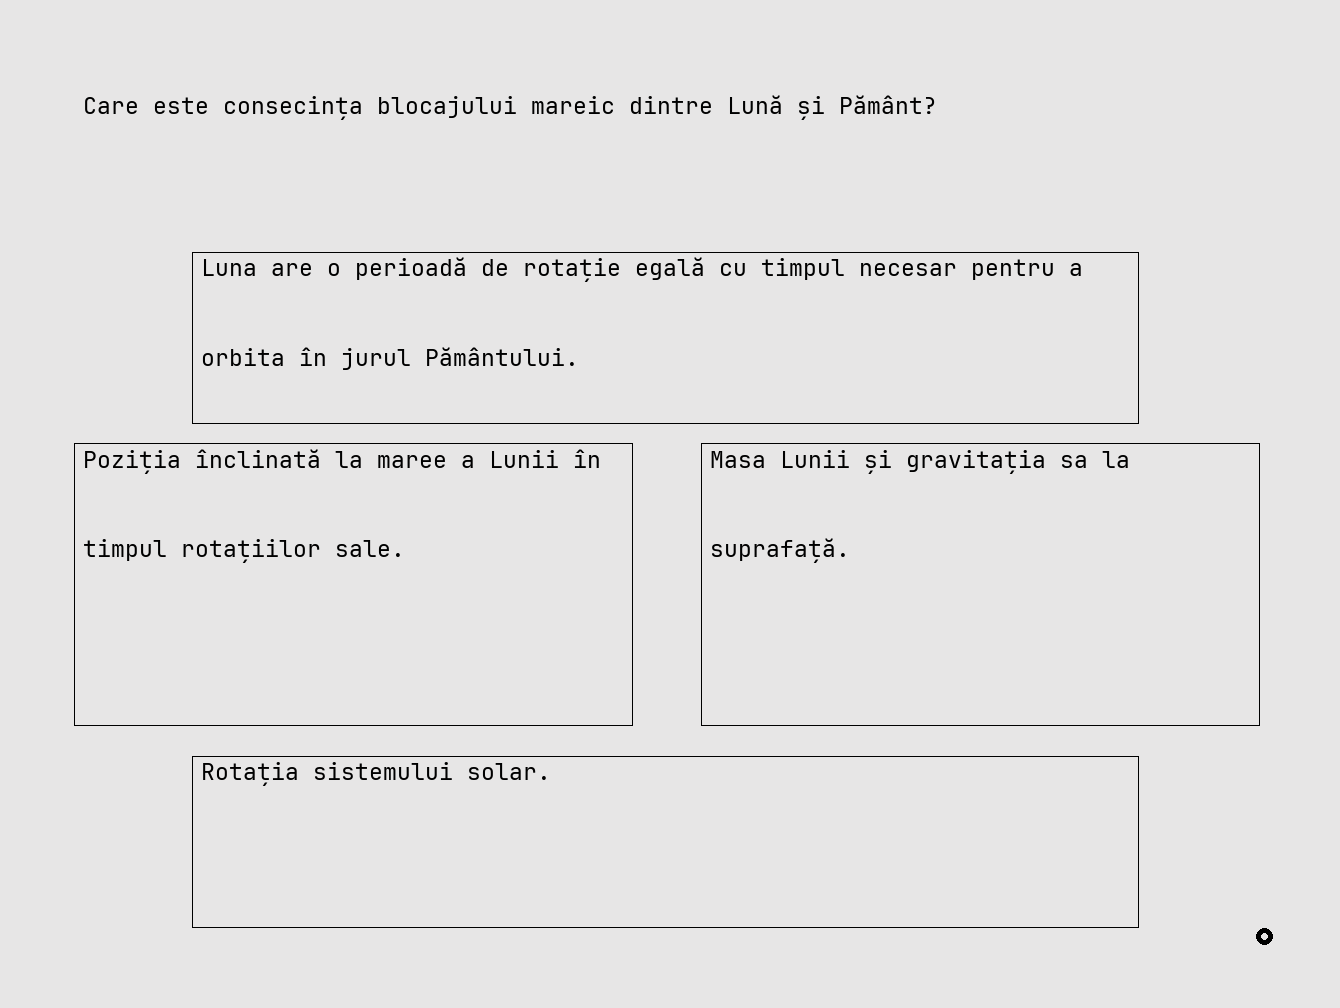 Care este consecința blocajului mareic dintre Lună și Pământ?
Luna are o perioadă de rotație egală cu timpul necesar pentru a
orbita în jurul Pământului.
Poziția înclinată la maree a Lunii în
timpul rotațiilor sale.
Masa Lunii și gravitația sa la
suprafață.
Rotația sistemului solar.